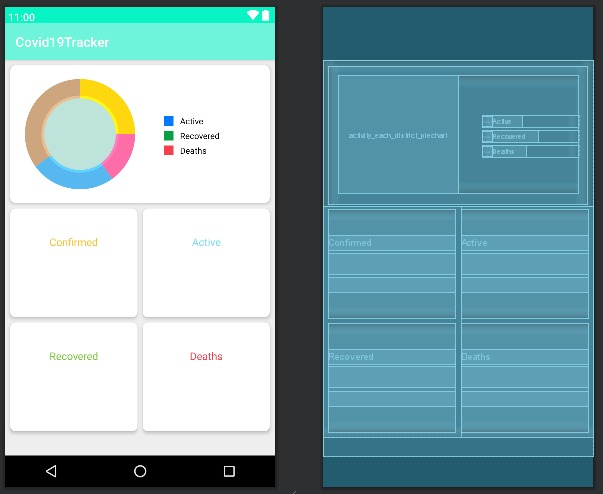 11:00
Covid19Tracker
Active
Recovered
Deaths
Confirmed
Active
Recovered
Deaths
activity_each_district_piechart
Active
Recovered
Deaths
Confirmed
Active
Recovered
Deaths